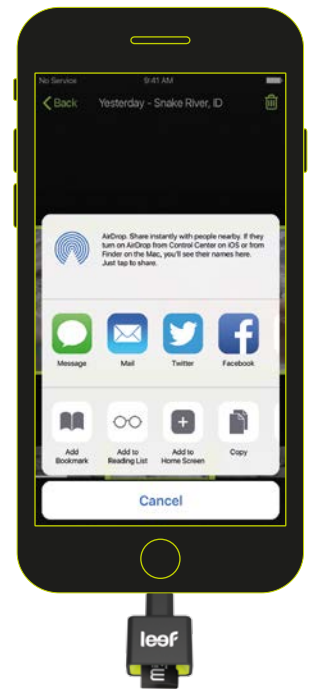 No Service 9:41 AM
Back Yesterday - Snake River, ID
AirDrop. Share instantly with people nearby. If they
turn on AirDrop from Control Center on iOS or from
Finder on the Mac, you'll see their names here.
Just tap to share.
Message Mail Twitter Facebook
Add
Bookmark
Add to
Reading List
Add to
Home Screen
Copy
Cancel
leef